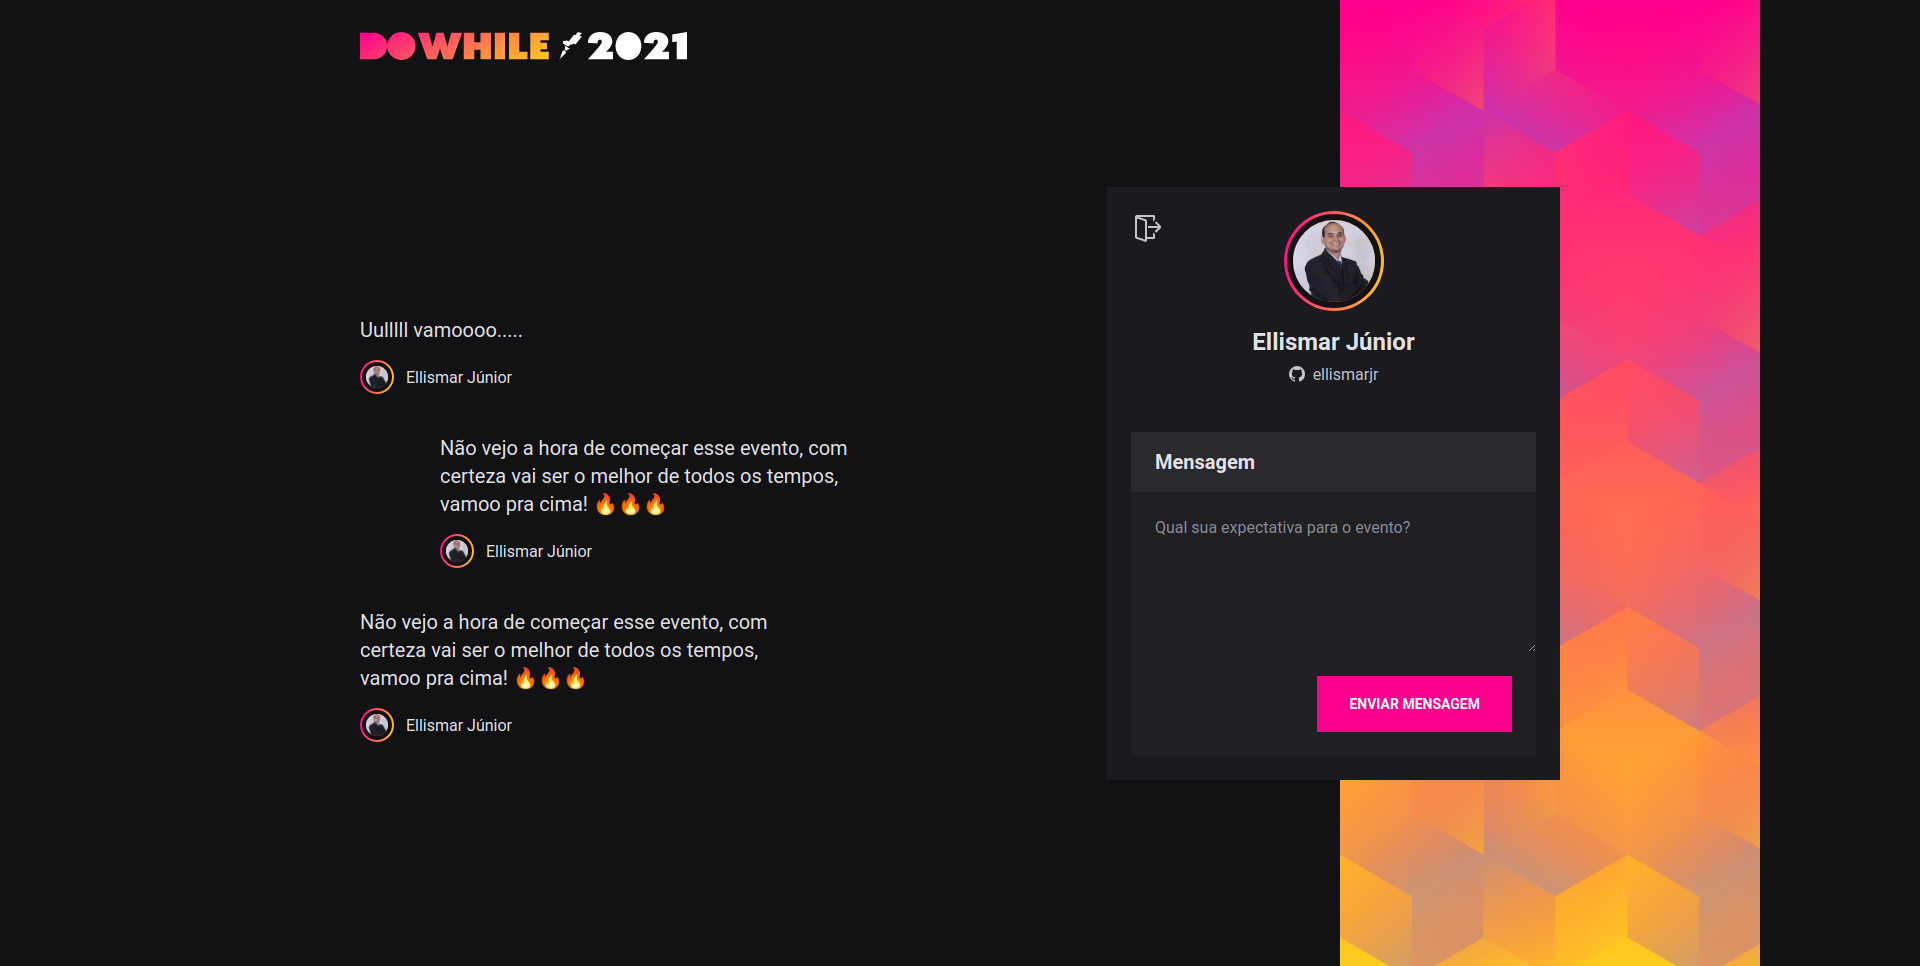 DOWHILE 2021
Uulllll vamoooo.....
Ellismar Júnior
Não vejo a hora de começar esse evento, com
certeza vai ser o melhor de todos os tempos,
vamoo pra cima! 🔥🔥🔥
Ellismar Júnior
Não vejo a hora de começar esse evento, com
certeza vai ser o melhor de todos os tempos,
vamoo pra cima! 🔥🔥🔥
Ellismar Júnior
Ellismar Júnior
ellismarjr
Mensagem
Qual sua expectativa para o evento?
ENVIAR MENSAGEM